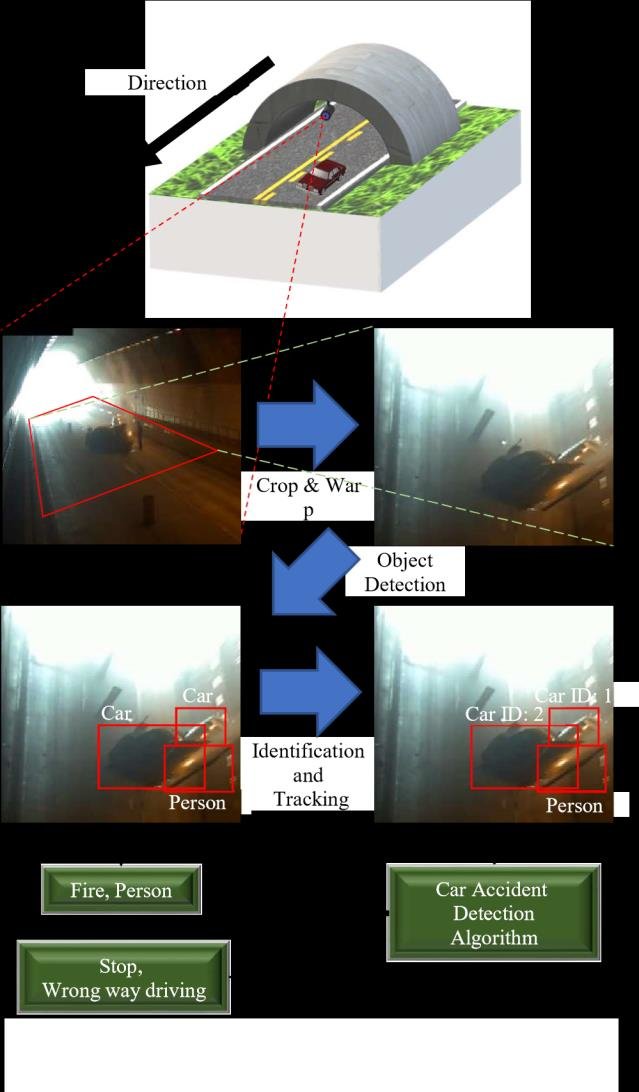 Direction
Crop & War
p
Object
Detection
Car
Car
Person
Identification
and
Tracking
Car ID: 1
Car ID: 2
Person
Fire, Person
Car Accident
Detection
Algorithm
Stop,
Wrong way driving